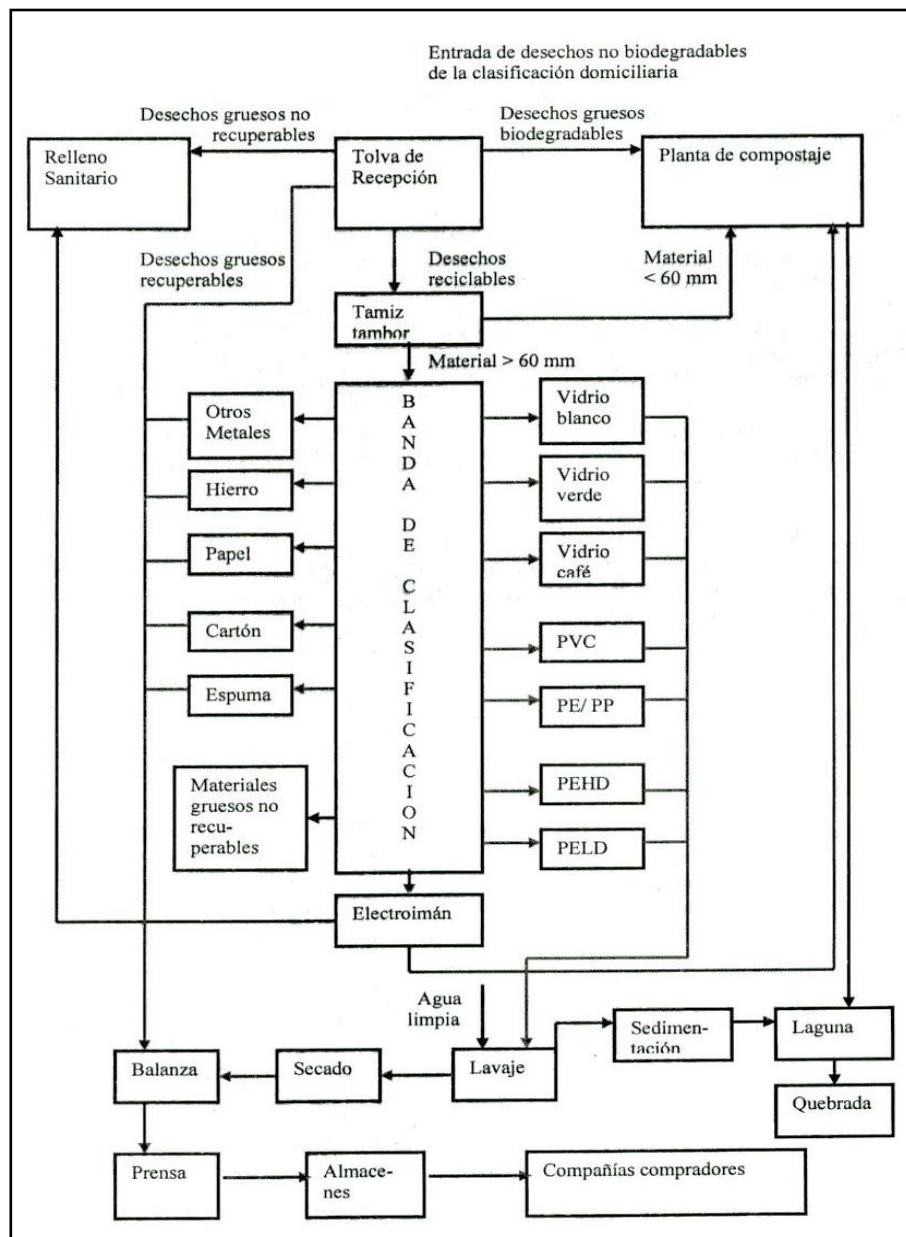 Entrada de desechos no biodegradables
de la clasificación domiciliaria
Desechos gruesos no
recuperables
Desechos gruesos
biodegradables
Relleno
Sanitario
Tolva de
Recepción
Planta de compostaje
Desechos gruesos
recuperables
Desechos
reciclables
Material
< 60 mm
Tamiz
tambor
Material > 60 mm
BANDA DE CLASIFICACION
Otros
Metales
Hierro
Papel
Cartón
Espuma
Materiales
gruesos no
recu-
perables
Vidrio
blanco
Vidrio
verde
Vidrio
café
PVC
PE/ PP
PEHD
PELD
Electroimán
Agua
limpia
Sedimen-
tación
Laguna
Balanza
Secado
Lavaje
Quebrada
Prensa
Almace-
nes
Compañías compradores